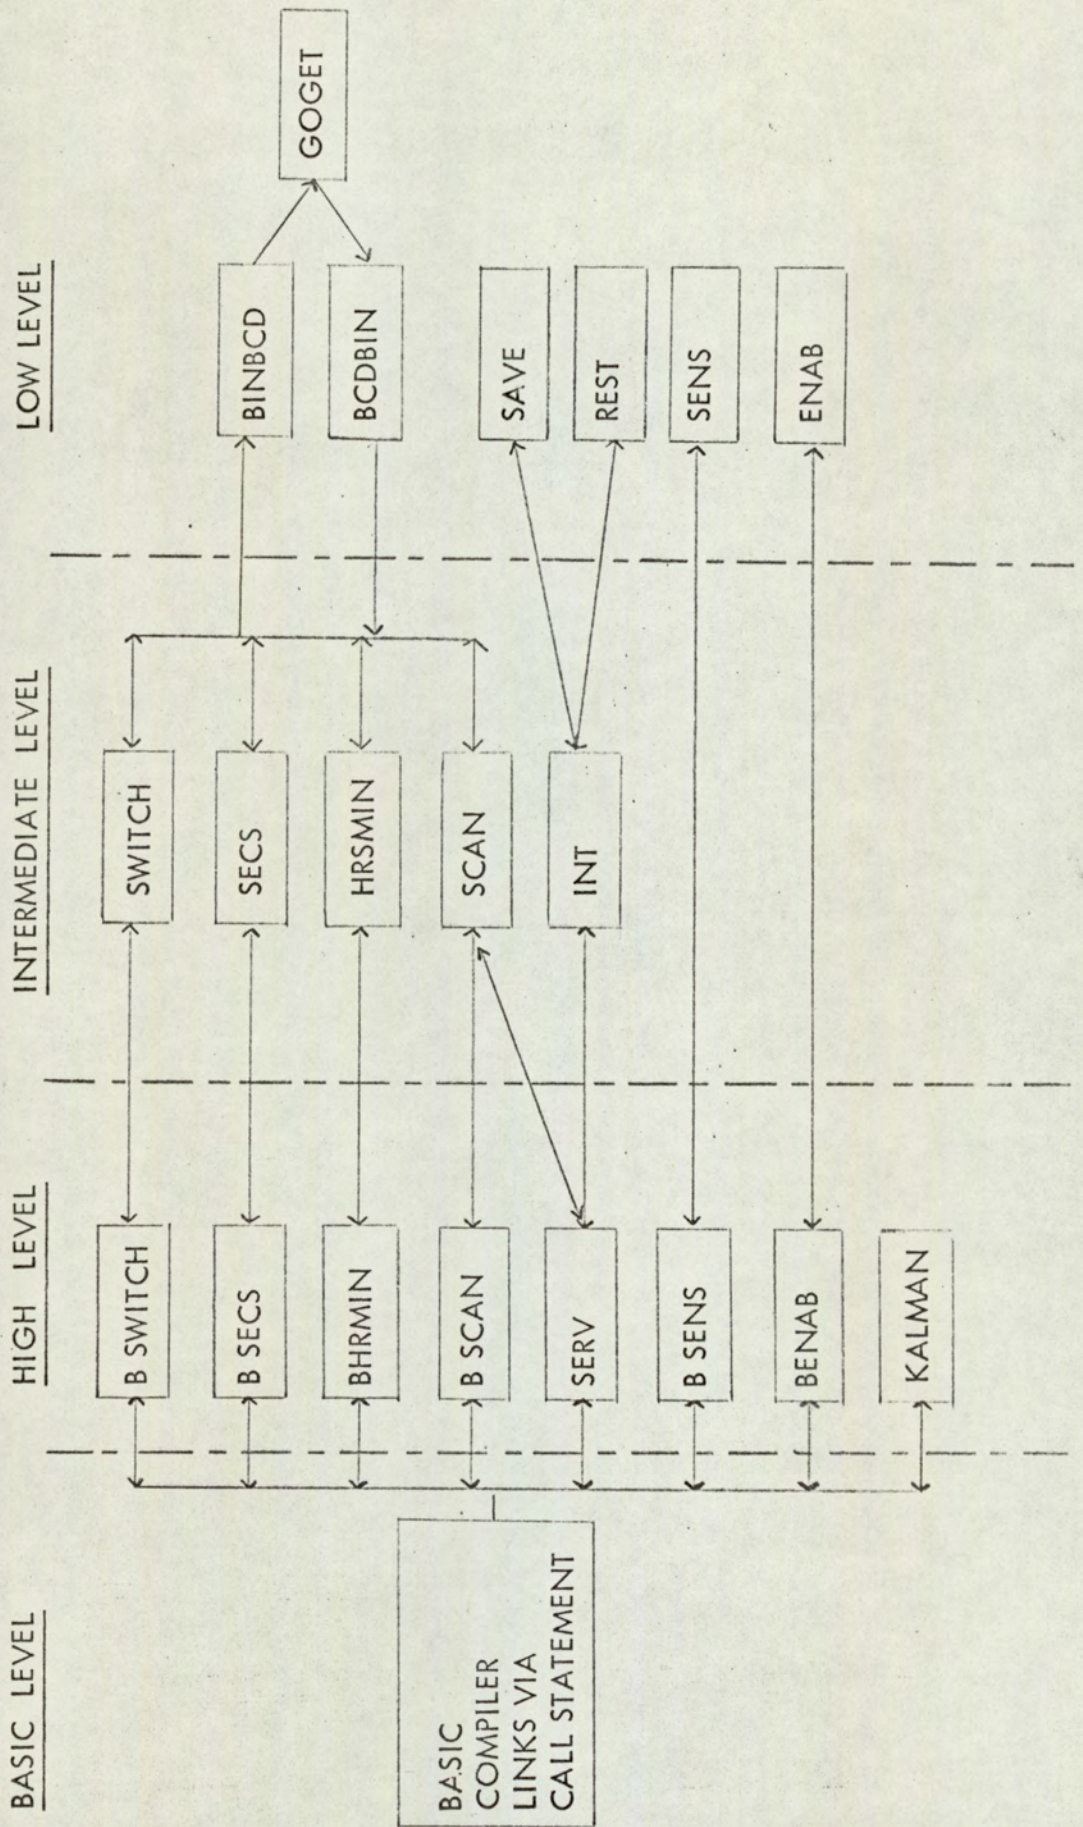 BASIC LEVEL
HIGH LEVEL
INTERMEDIATE LEVEL
LOW LEVEL
BASIC
COMPILER
LINKS VIA
CALL STATEMENT
B SWITCH
B SECS
BHRMIN
B SCAN
SERV
B SENS
BENAB
KALMAN
SWITCH
SECS
HRSMIN
SCAN
INT
BINBCD
BCDBIN
SAVE
REST
SENS
ENAB
GOGET